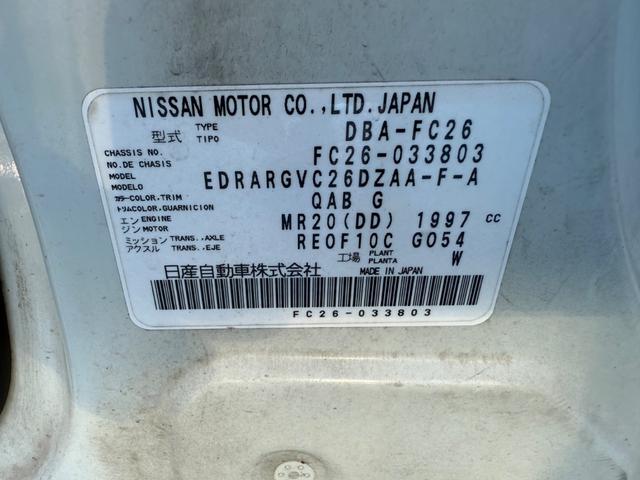 NISSAN MOTOR CO.,LTD.JAPAN
型式 TYPE TIPO DBA-FC26
CHASSIS NO. NO.DE CHASIS FC26-033803
MODEL MODELO EDRARGVC26DZAA-F-A
カラー COLOR,TRIM トリム COLOR,GUARNICION QAB G
エンジン ENGINE MOTOR MR20(DD) 1997 CC
ミッション TRANS.,AXLE アクスル TRANS.,EJE RE0F10C G054
工場 PLANT PLANTA W
日産自動車株式会社 MADE IN JAPAN
FC26-033803